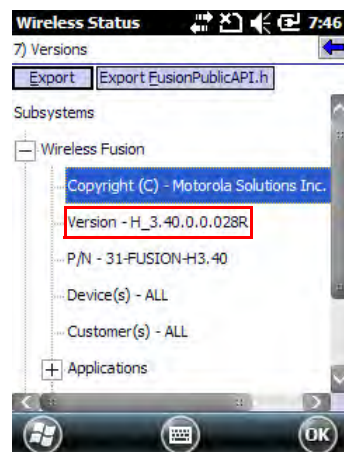 Wireless Status 7:46
7) Versions
Export Export FusionPublicAPI.h
Subsystems
Wireless Fusion
Copyright (C) - Motorola Solutions Inc.
Version - H_3.40.0.0.028R
P/N - 31-FUSION-H3.40
Device(s) - ALL
Customer(s) - ALL
Applications
OK